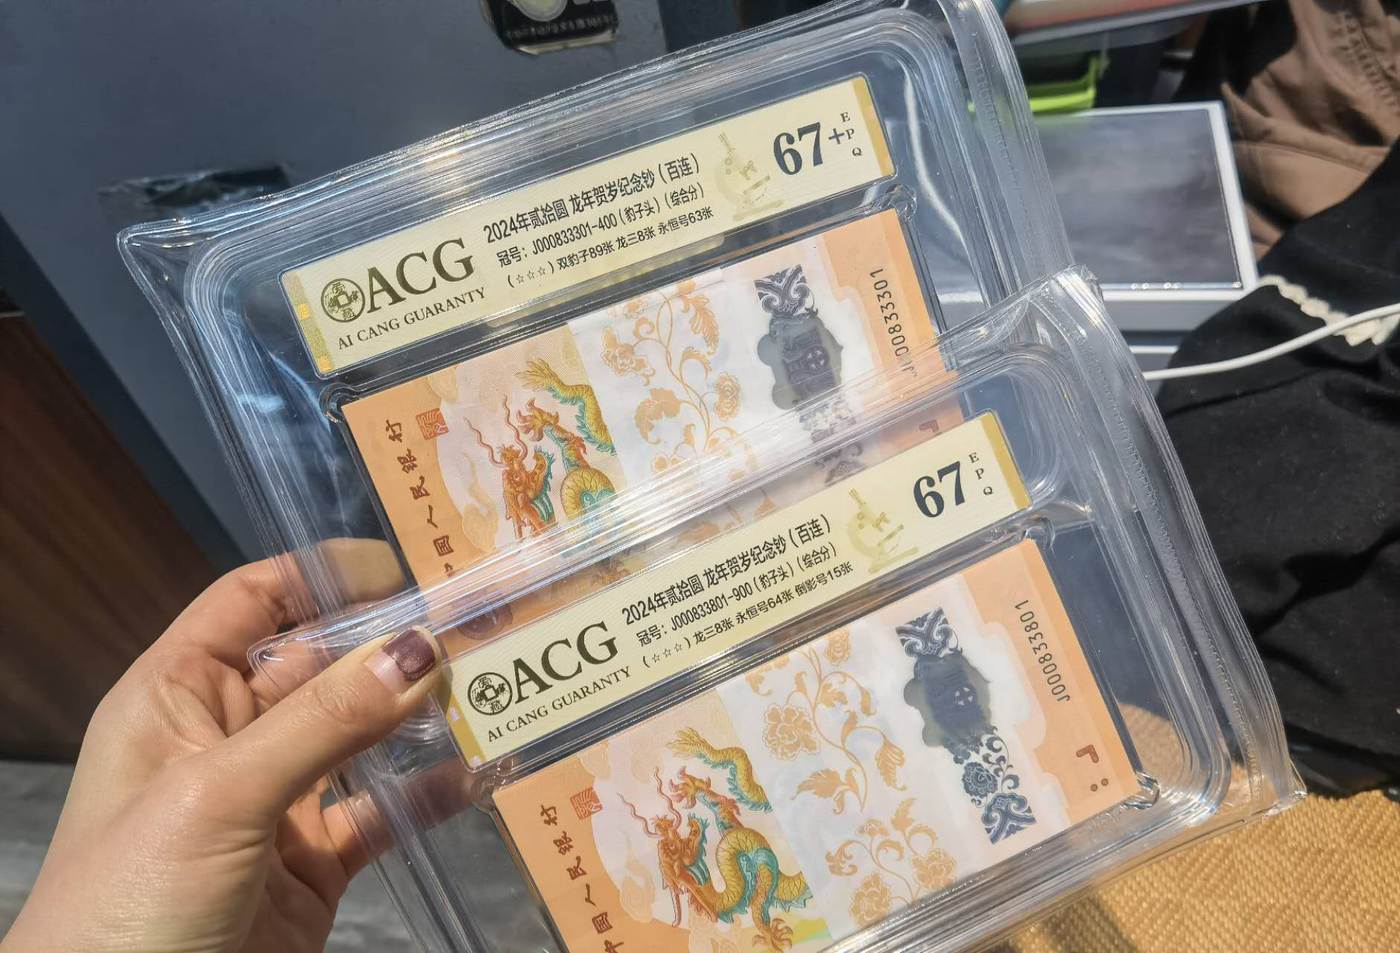 ACG
AI CANG GUARANTY
2024年贰拾圆 龙年贺岁纪念钞（百连）
冠号：J000833301-400（豹子头）（综合分）
（☆☆☆）双豹子89张 龙三8张 永恒号63张
67+
EPQ
中国人民银行
J000833301
ACG
AI CANG GUARANTY
2024年贰拾圆 龙年贺岁纪念钞（百连）
冠号：J000833801-900（豹子头）（综合分）
（☆☆☆）龙三8张 永恒号64张 倒影号15张
67
EPQ
中国人民银行
J000833801